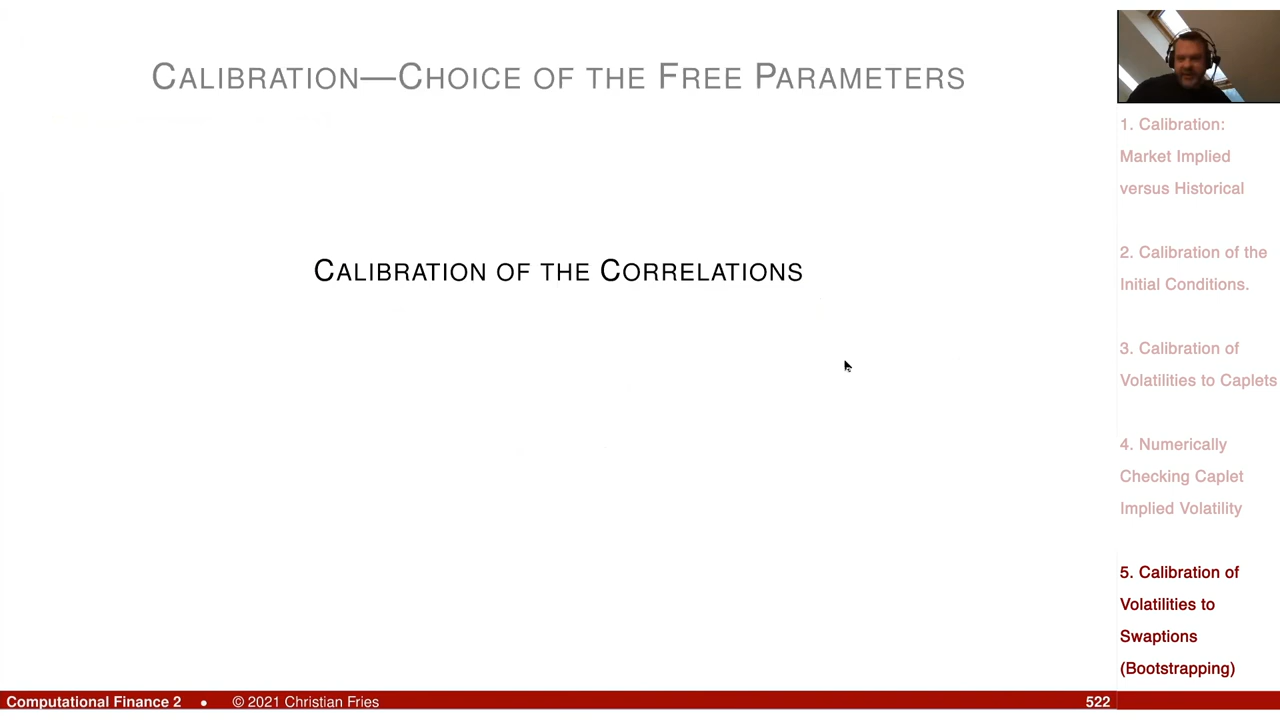 CALIBRATION—CHOICE OF THE FREE PARAMETERS
CALIBRATION OF THE CORRELATIONS
1. Calibration:
Market Implied
versus Historical
2. Calibration of the
Initial Conditions.
3. Calibration of
Volatilities to Caplets
4. Numerically
Checking Caplet
Implied Volatility
5. Calibration of
Volatilities to
Swaptions
(Bootstrapping)
Computational Finance 2 • © 2021 Christian Fries 522